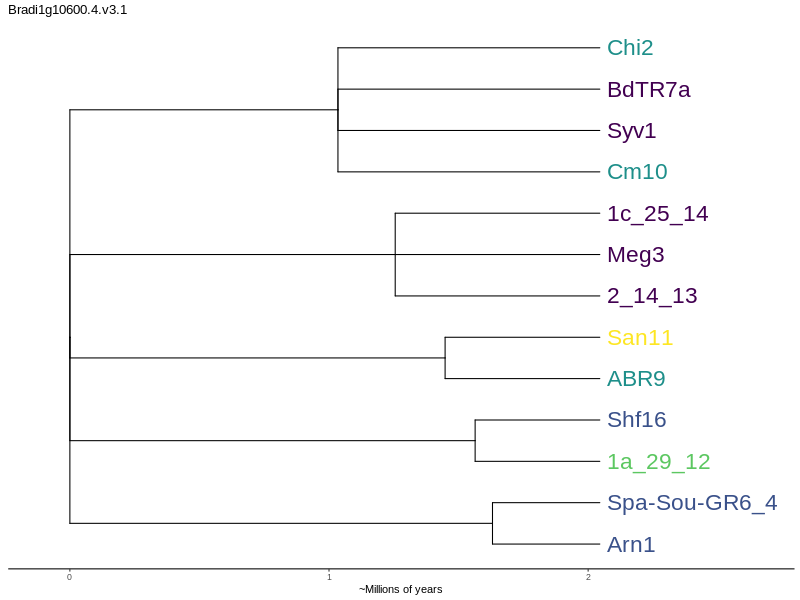 Bradi1g10600.4.v3.1
Chi2
BdTR7a
Syv1
Cm10
1c_25_14
Meg3
2_14_13
San11
ABR9
Shf16
1a_29_12
Spa-Sou-GR6_4
Arn1
0 1 2
~Millions of years